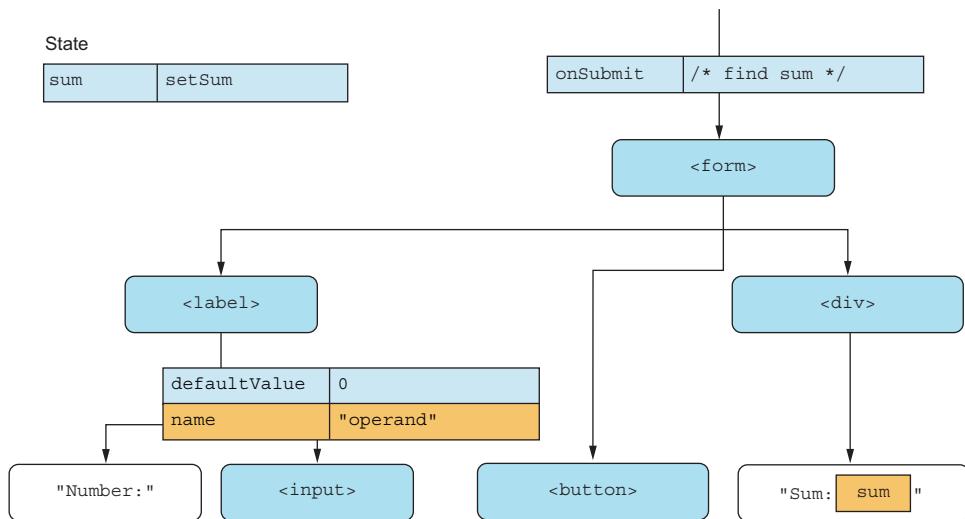 State
sum setSum
onSubmit /* find sum */
<form>
<label>
<div>
defaultValue 0
name "operand"
"Number:"
<input>
<button>
"Sum: sum "